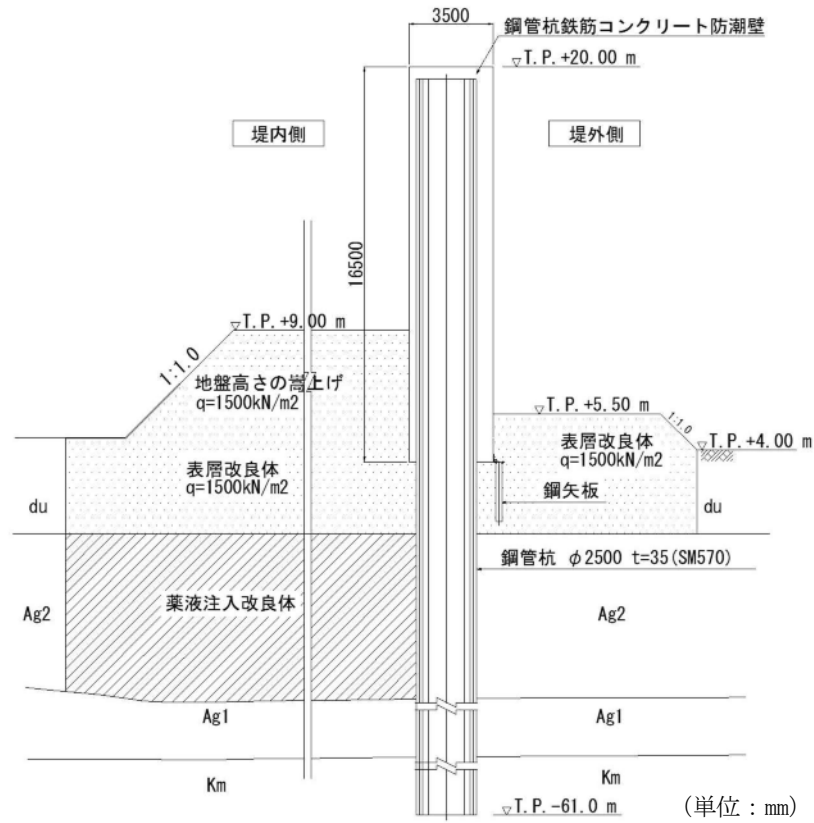 3500
鋼管杭鉄筋コンクリート防潮壁
▽T.P.+20.00 m
堤内側
堤外側
16500
▽T.P.+9.00 m
1:1.0
地盤高さの嵩上げ
q=1500kN/m2
▽T.P.+5.50 m
1:1.0
表層改良体
q=1500kN/m2
▽T.P.+4.00 m
表層改良体
q=1500kN/m2
鋼矢板
du
du
鋼管杭 φ2500 t=35(SM570)
薬液注入改良体
Ag2
Ag2
Ag1
Ag1
Km
Km
▽T.P.-61.0 m
(単位：mm)